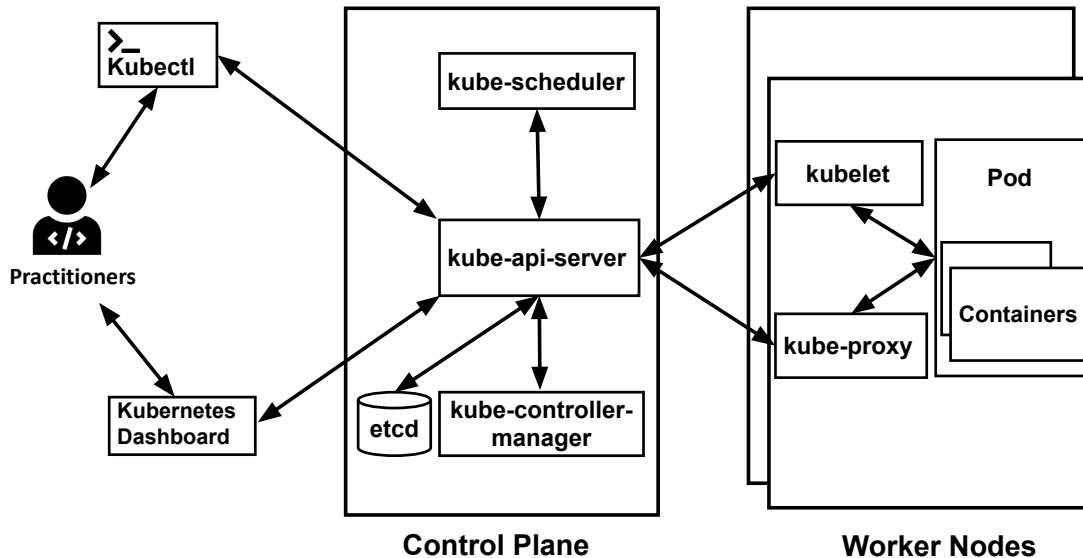 >_
Kubectl
Practitioners
Kubernetes
Dashboard
kube-scheduler
kube-api-server
etcd
kube-controller-
manager
Control Plane
kubelet
kube-proxy
Pod
Containers
Worker Nodes